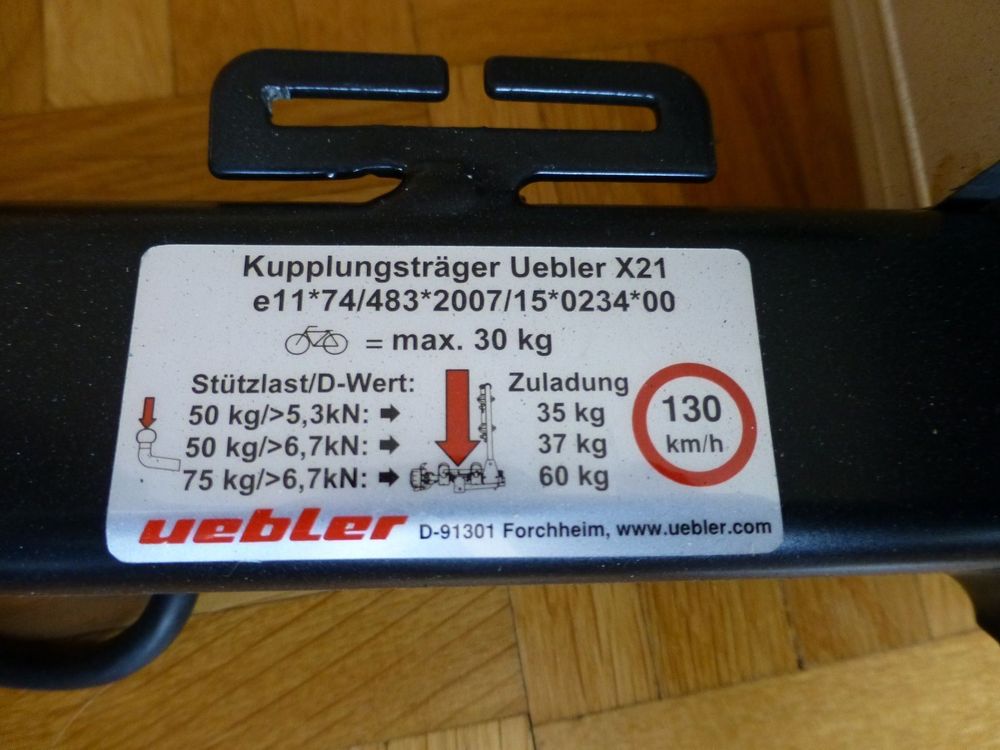 Kupplungsträger Uebler X21
e11*74/483*2007/15*0234*00
= max. 30 kg
Stützlast/D-Wert: Zuladung
50 kg/>5,3kN: 35 kg
50 kg/>6,7kN: 37 kg
75 kg/>6,7kN: 60 kg
130
km/h
uebler D-91301 Forchheim, www.uebler.com